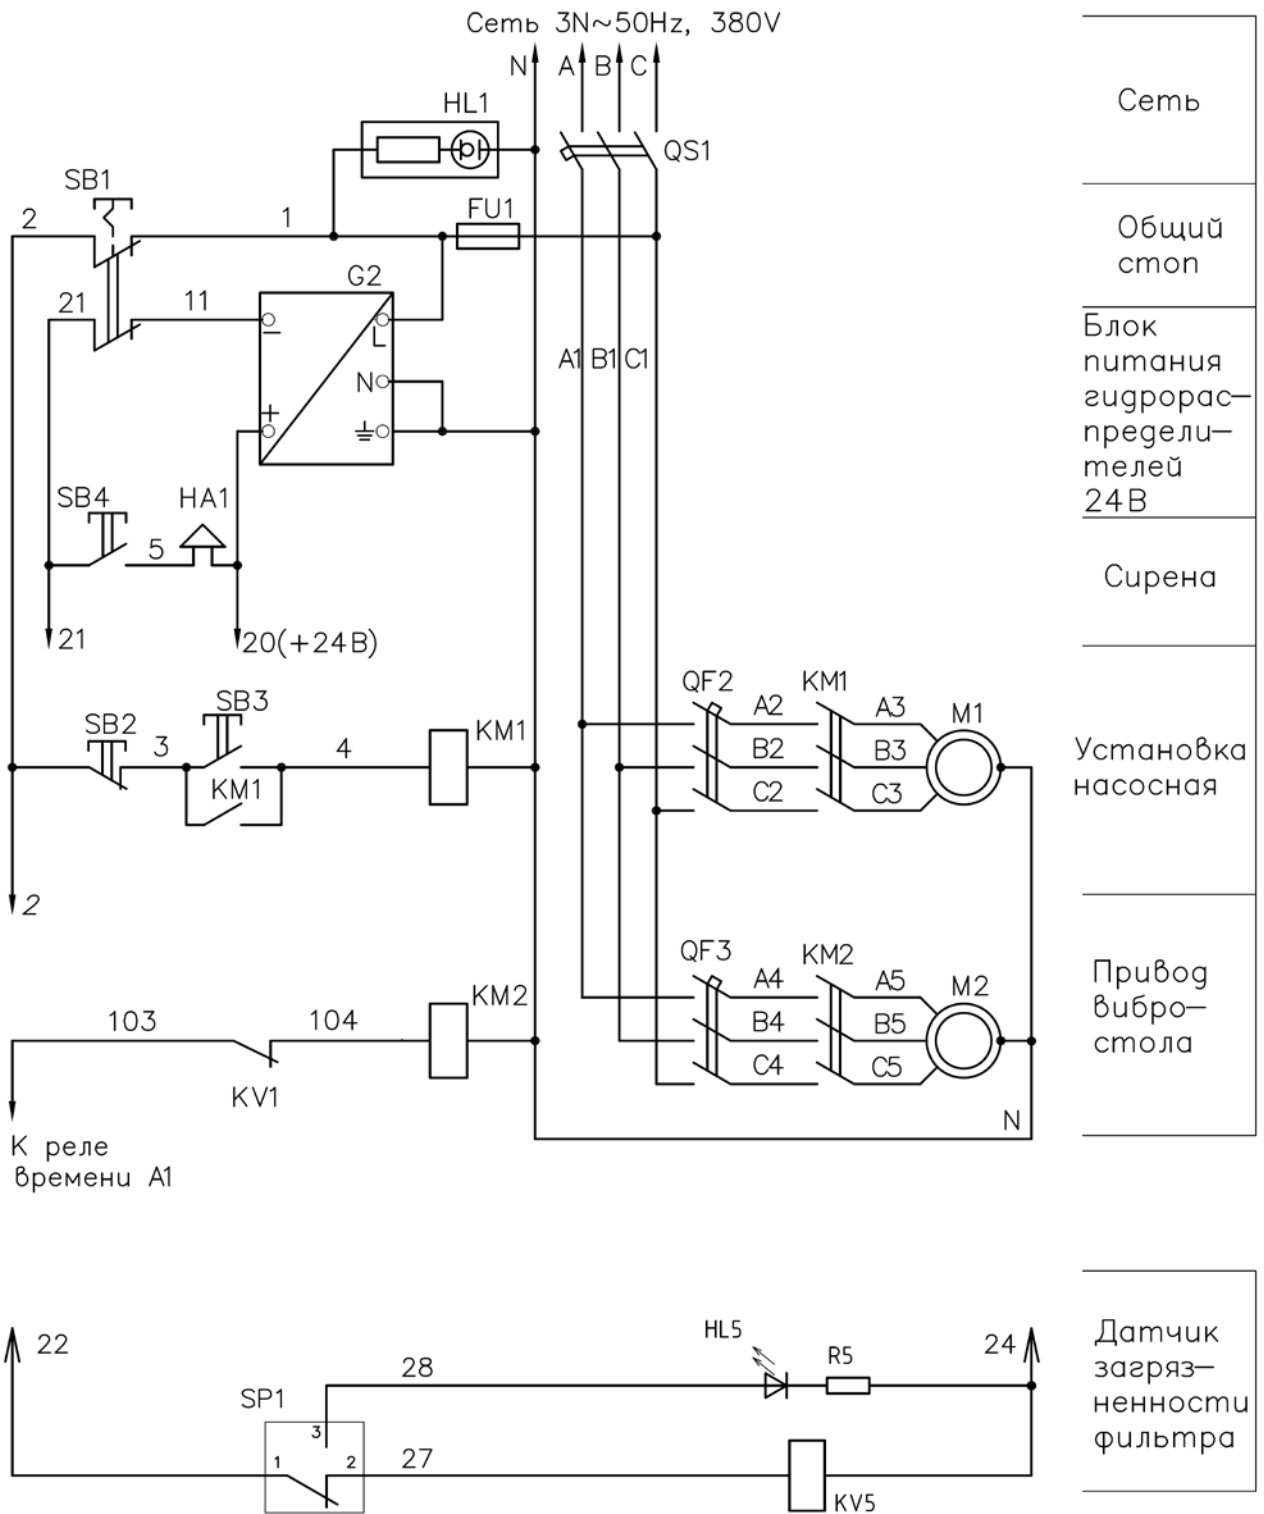 Сеть 3N~50Hz, 380V
N
A
B
C
HL1
QS1
Сеть
SB1
2
1
FU1
Общий
стоп
G2
21
11
−
L
N
+
A1
B1
C1
Блок
питания
гидрорас–
предели–
телей
24В
SB4
HA1
5
Сирена
21
20(+24В)
QF2
KM1
SB3
SB2
3
4
KM1
KM1
A2
A3
M1
B2
B3
C2
C3
Установка
насосная
2
QF3
KM2
A4
A5
M2
B4
B5
C4
C5
KM2
103
104
KV1
N
Привод
вибро–
стола
К реле
времени А1
22
HL5
R5
24
28
SP1
3
1
2
27
KV5
Датчик
загряз–
ненности
фильтра